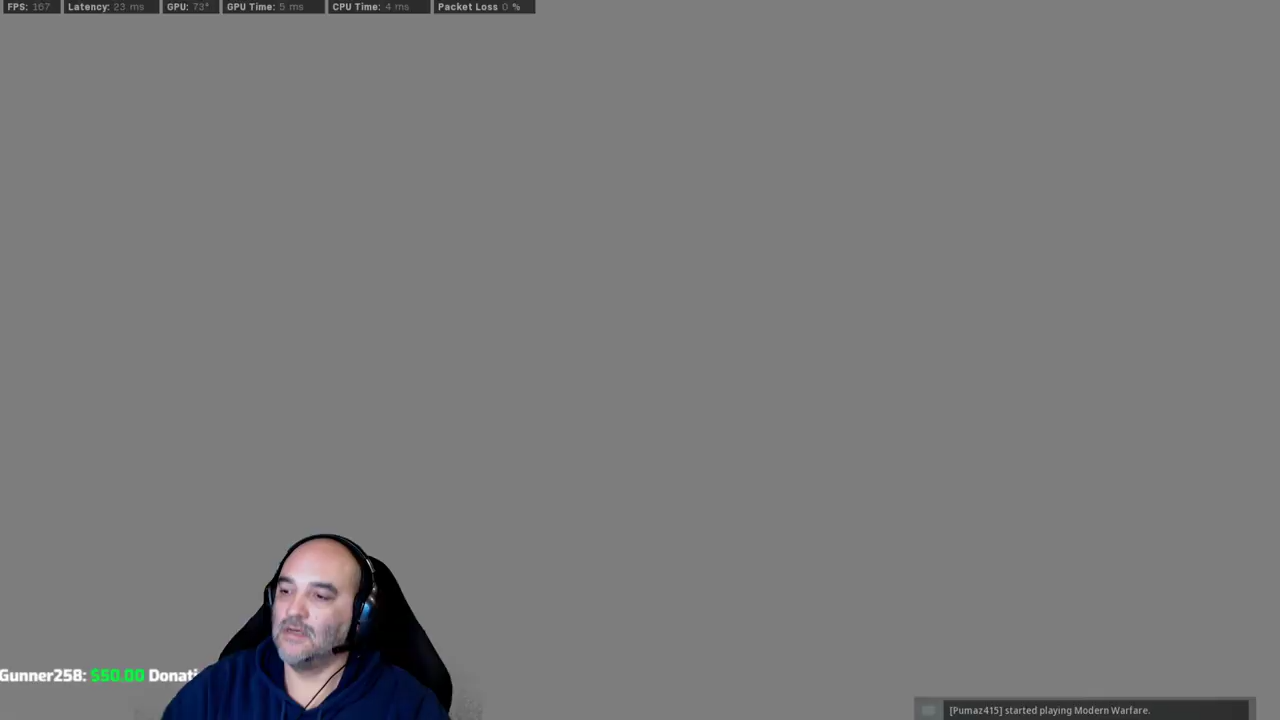 FPS: 167 Latency: 23 ms GPU: 73° GPU Time: 5 ms CPU Time: 4 ms Packet Loss 0 %
Gunner258: $50.00 Donati
[Pumaz415] started playing Modern Warfare.